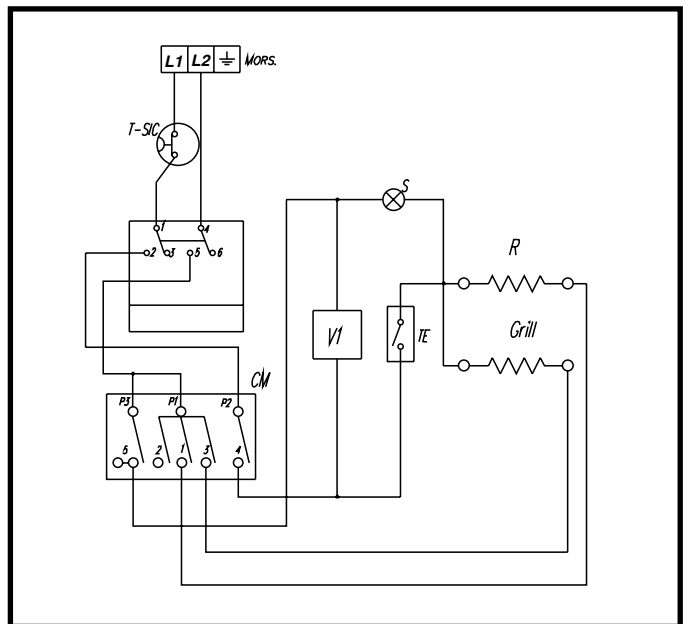 L1 L2 MORS.
T-SIC
S
1 4
2 3 5 6
R
V1 TE Grill
CM
P3 P1 P2
5 2 1 3 4